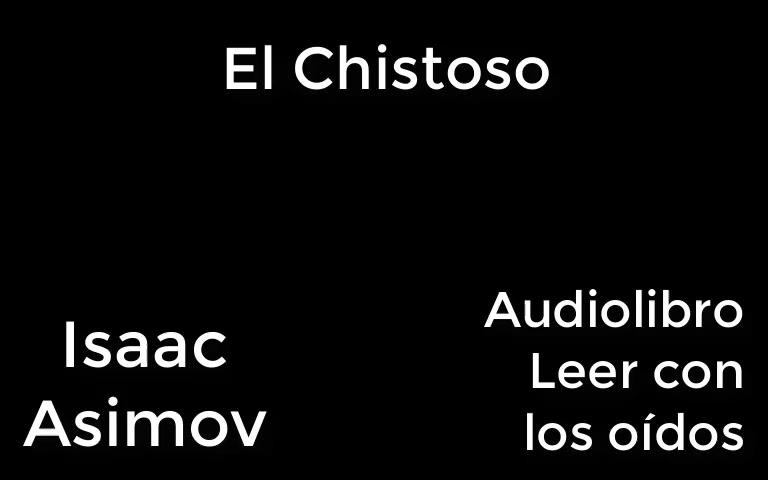 El Chistoso
Isaac
Asimov
Audiolibro
Leer con
los oídos